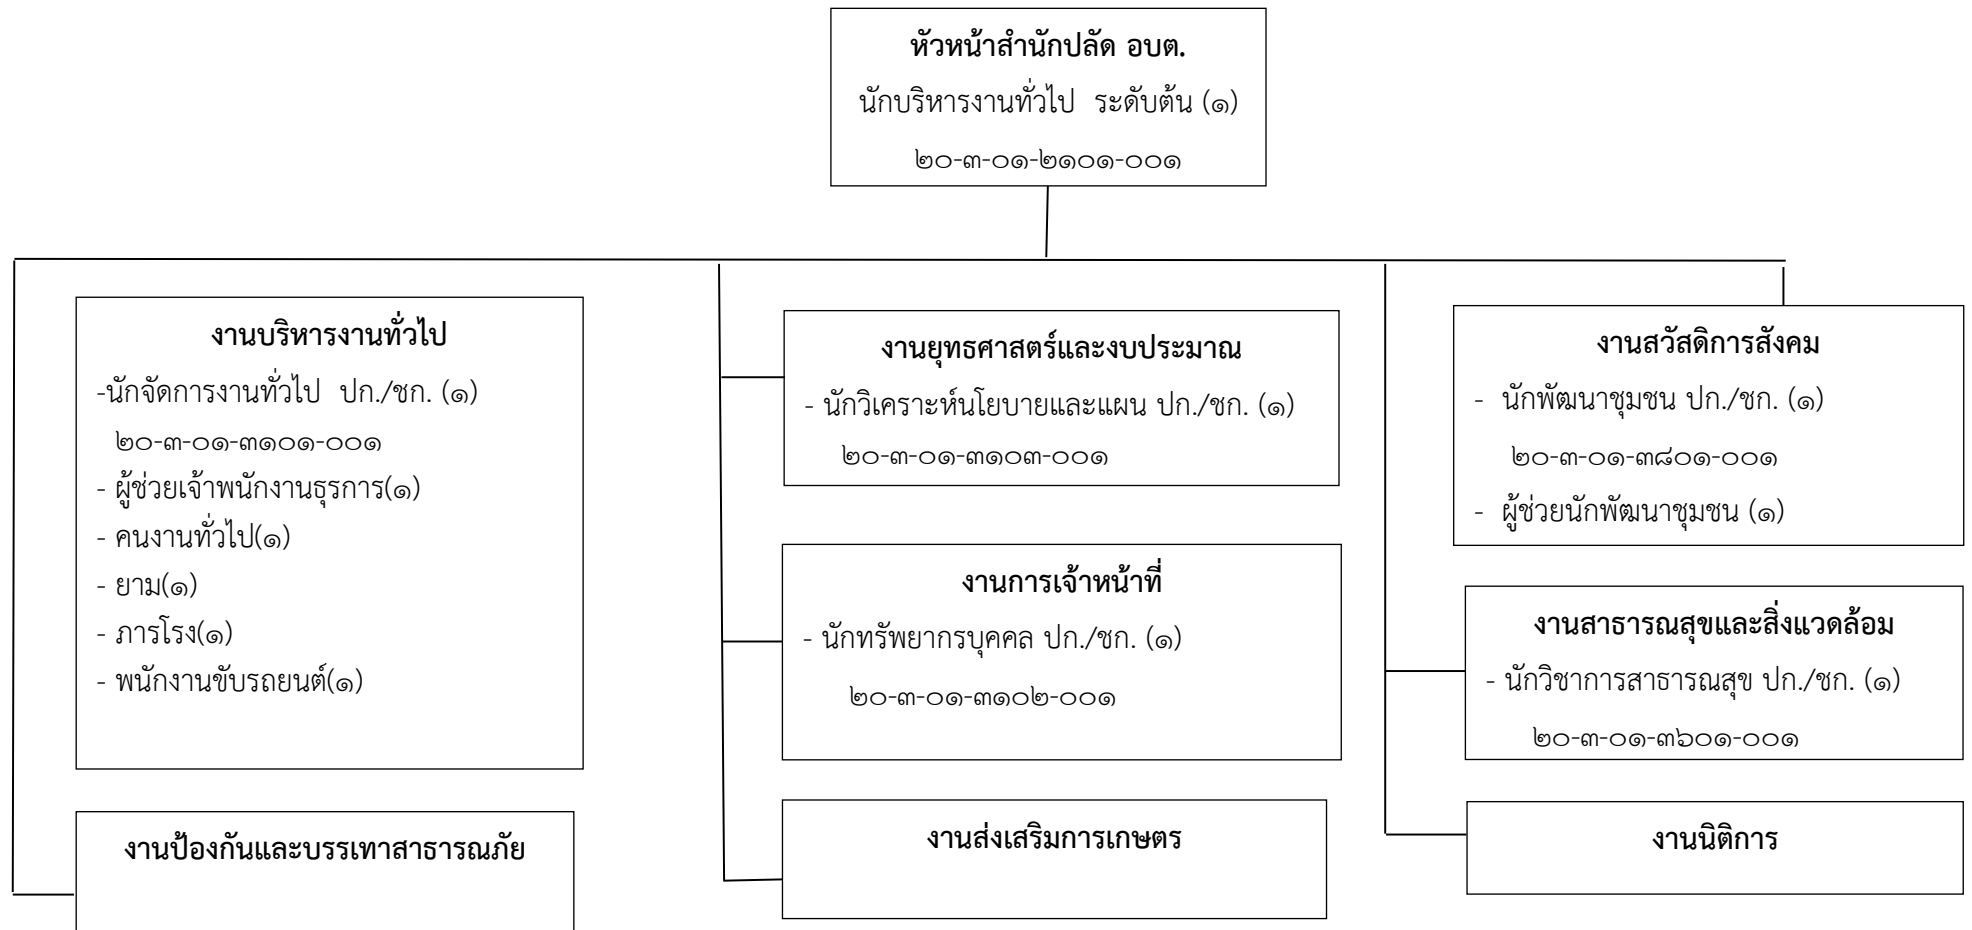 หัวหน้าสำนักปลัด อบต.
นักบริหารงานทั่วไป ระดับต้น (๑)
๒๐-๓-๐๑-๒๑๐๑-๐๐๑
งานบริหารงานทั่วไป
-นักจัดการงานทั่วไป ปก./ชก. (๑)
๒๐-๓-๐๑-๓๑๐๑-๐๐๑
- ผู้ช่วยเจ้าพนักงานธุรการ(๑)
- คนงานทั่วไป(๑)
- ยาม(๑)
- ภารโรง(๑)
- พนักงานขับรถยนต์(๑)
งานป้องกันและบรรเทาสาธารณภัย
งานยุทธศาสตร์และงบประมาณ
- นักวิเคราะห์นโยบายและแผน ปก./ชก. (๑)
๒๐-๓-๐๑-๓๑๐๓-๐๐๑
งานการเจ้าหน้าที่
- นักทรัพยากรบุคคล ปก./ชก. (๑)
๒๐-๓-๐๑-๓๑๐๒-๐๐๑
งานส่งเสริมการเกษตร
งานสวัสดิการสังคม
- นักพัฒนาชุมชน ปก./ชก. (๑)
๒๐-๓-๐๑-๓๘๐๑-๐๐๑
- ผู้ช่วยนักพัฒนาชุมชน (๑)
งานสาธารณสุขและสิ่งแวดล้อม
- นักวิชาการสาธารณสุข ปก./ชก. (๑)
๒๐-๓-๐๑-๓๖๐๑-๐๐๑
งานนิติการ